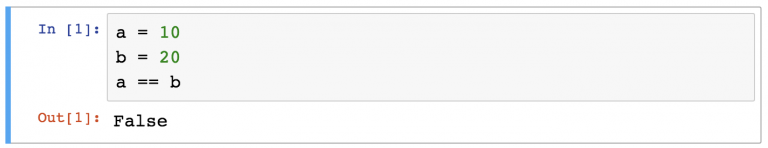 In [1]: a = 10
b = 20
a == b
Out[1]: False